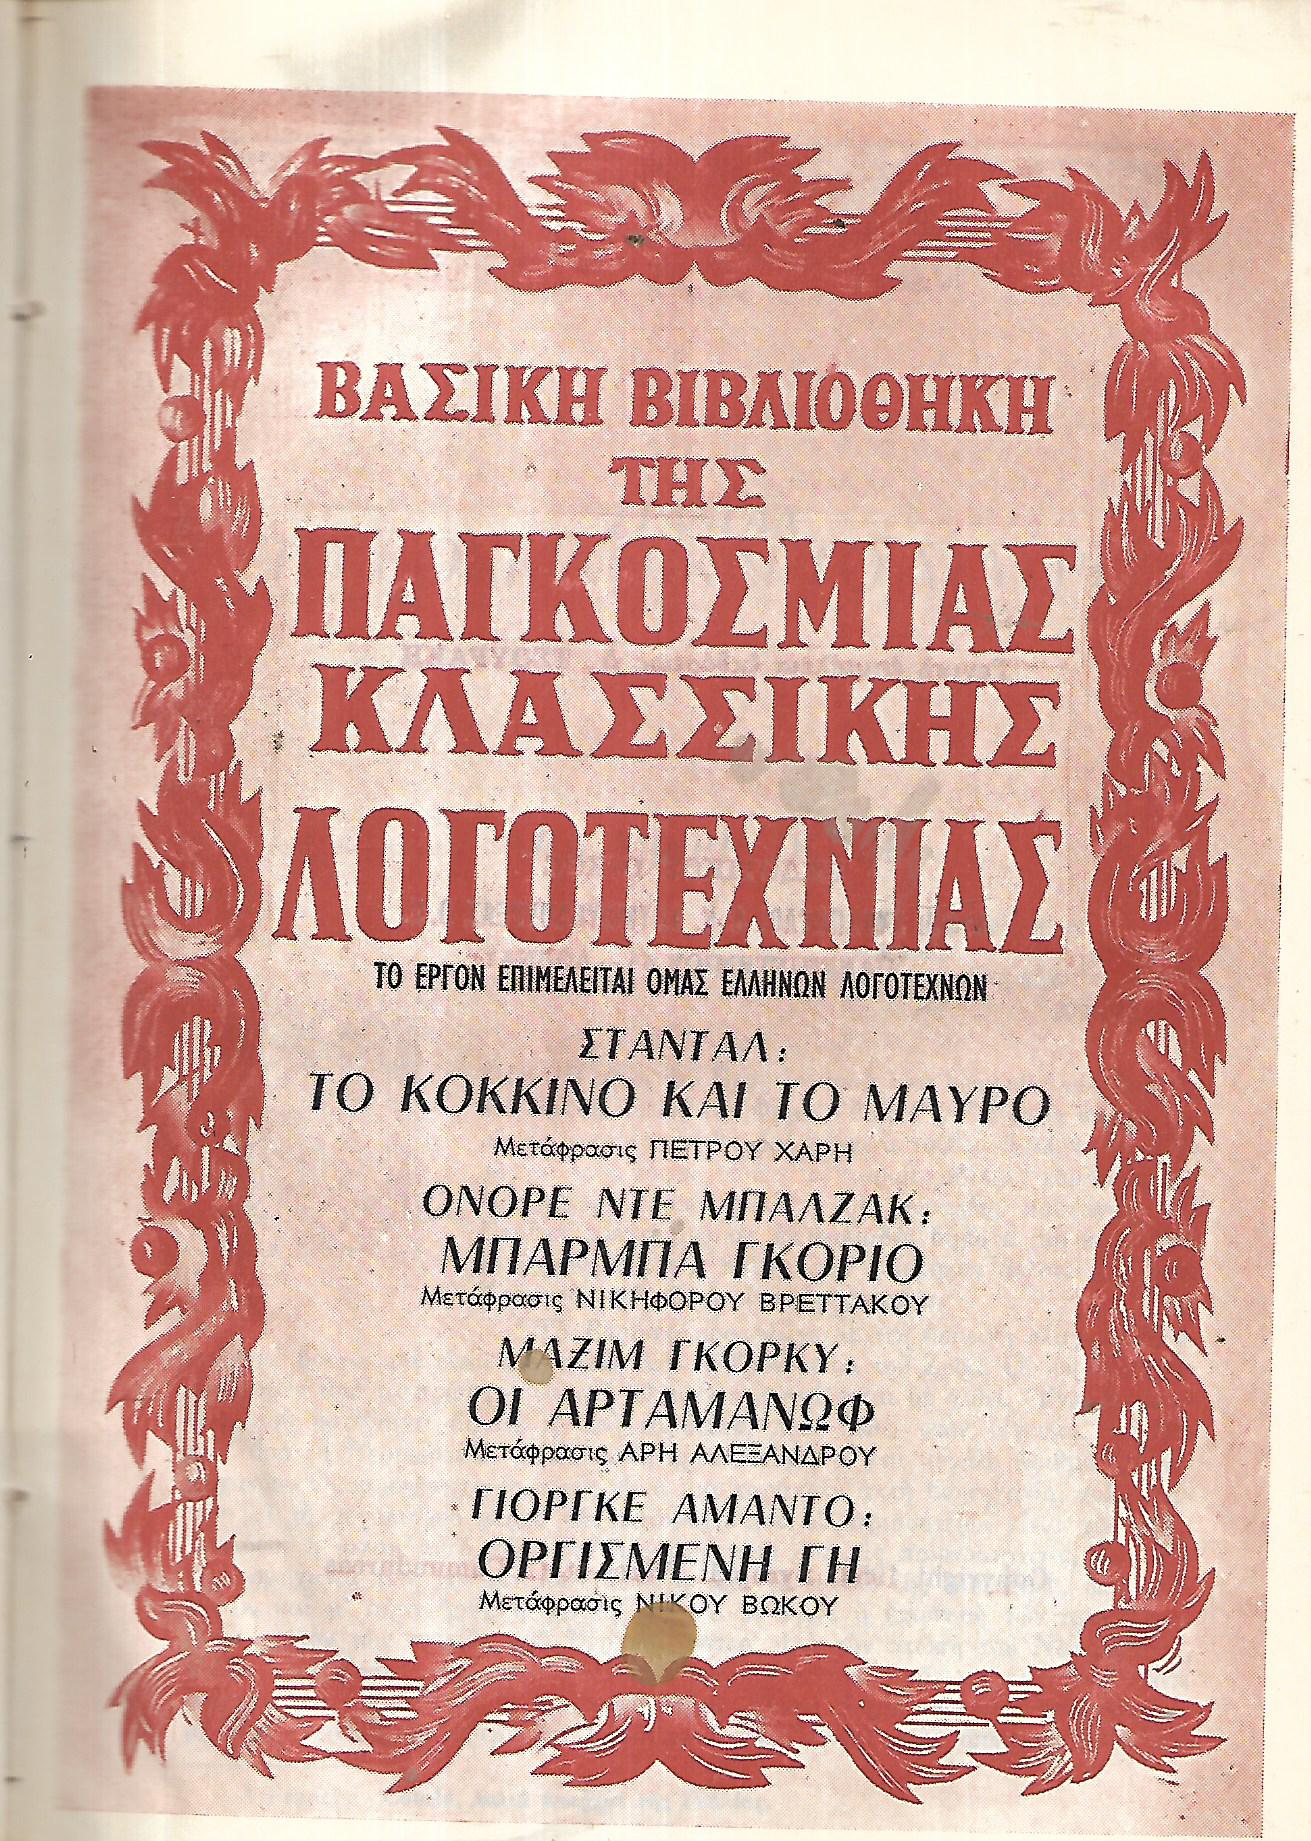 ΒΑΣΙΚΗ ΒΙΒΛΙΟΘΗΚΗ
ΤΗΣ
ΠΑΓΚΟΣΜΙΑΣ
ΚΛΑΣΣΙΚΗΣ
ΛΟΓΟΤΕΧΝΙΑΣ
ΤΟ ΕΡΓΟΝ ΕΠΙΜΕΛΕΙΤΑΙ ΟΜΑΣ ΕΛΛΗΝΩΝ ΛΟΓΟΤΕΧΝΩΝ
ΣΤΑΝΤΑΛ:
ΤΟ ΚΟΚΚΙΝΟ ΚΑΙ ΤΟ ΜΑΥΡΟ
Μετάφρασις ΠΕΤΡΟΥ ΧΑΡΗ
ΟΝΟΡΕ ΝΤΕ ΜΠΑΛΖΑΚ:
ΜΠΑΡΜΠΑ ΓΚΟΡΙΟ
Μετάφρασις ΝΙΚΗΦΟΡΟΥ ΒΡΕΤΤΑΚΟΥ
ΜΑΖΙΜ ΓΚΟΡΚΥ:
ΟΙ ΑΡΤΑΜΑΝΩΦ
Μετάφρασις ΑΡΗ ΑΛΕΞΑΝΔΡΟΥ
ΓΙΟΡΓΚΕ ΑΜΑΝΤΟ:
ΟΡΓΙΣΜΕΝΗ ΓΗ
Μετάφρασις ΝΙΚΟΥ ΒΩΚΟΥ